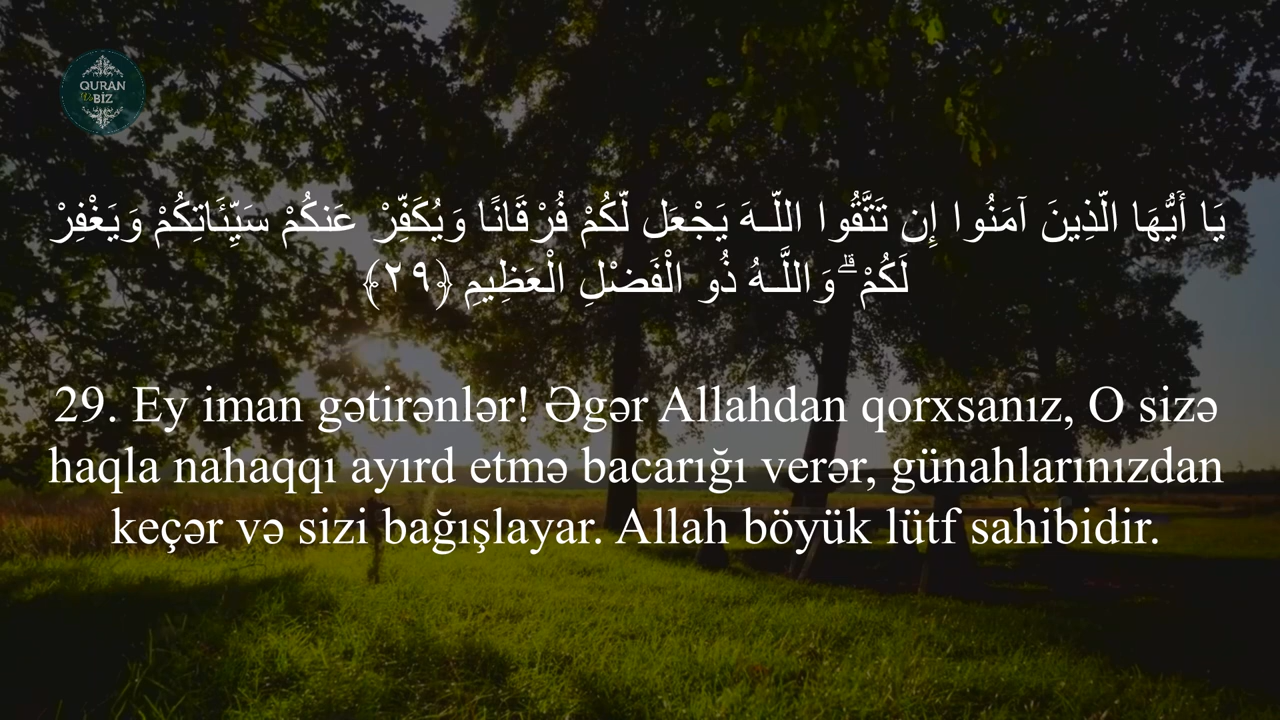 QURAN
Və
BİZ
يَا أَيُّهَا الَّذِينَ آمَنُوا إِن تَتَّقُوا اللَّـهَ يَجْعَل لَّكُمْ فُرْقَانًا وَيُكَفِّرْ عَنكُمْ سَيِّئَاتِكُمْ وَيَغْفِرْ
لَكُمْ ۗ وَاللَّـهُ ذُو الْفَضْلِ الْعَظِيمِ ﴿٢٩﴾
29. Ey iman gətirənlər! Əgər Allahdan qorxsanız, O sizə
haqla nahaqqı ayırd etmə bacarığı verər, günahlarınızdan
keçər və sizi bağışlayar. Allah böyük lütf sahibidir.